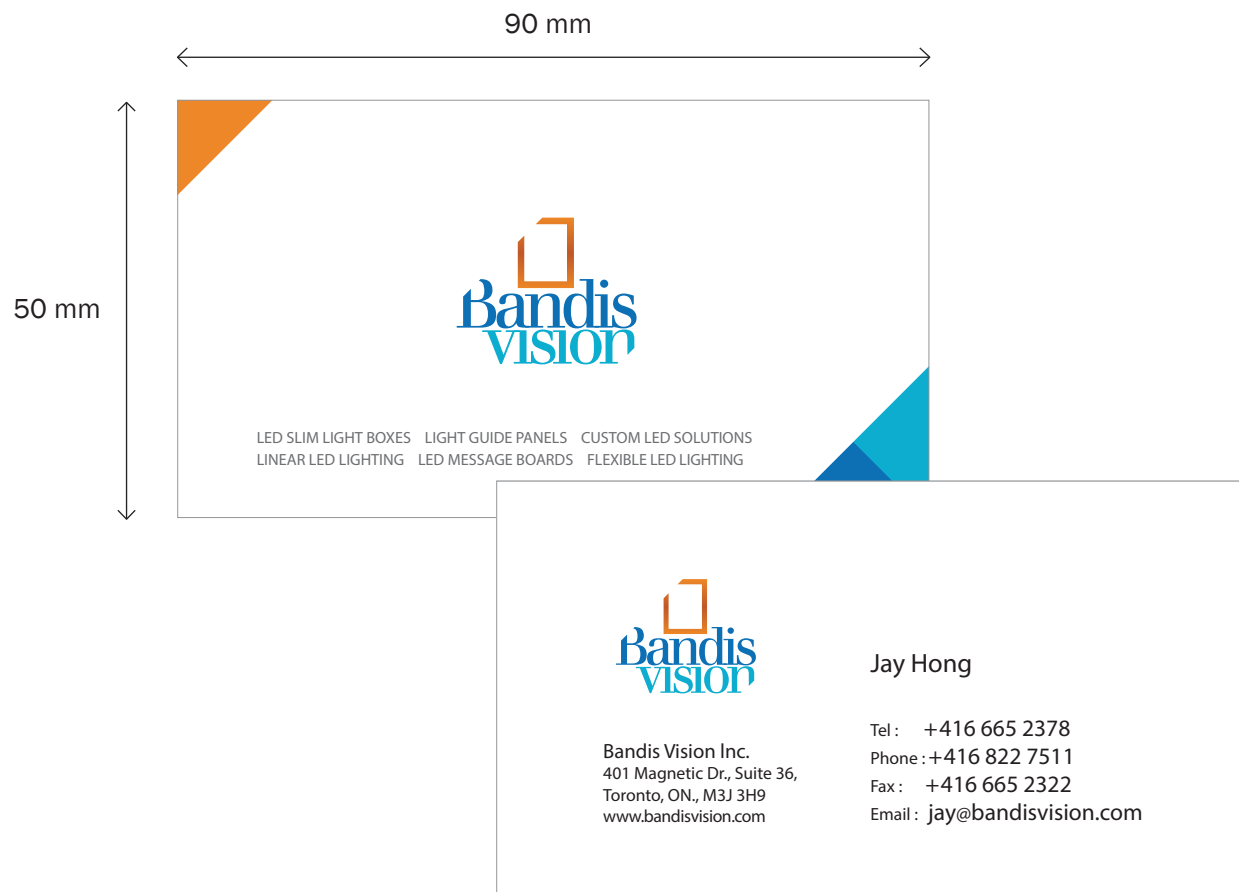 90 mm
50 mm
Bandis
vision
LED SLIM LIGHT BOXES LIGHT GUIDE PANELS CUSTOM LED SOLUTIONS
LINEAR LED LIGHTING LED MESSAGE BOARDS FLEXIBLE LED LIGHTING
Bandis
vision
Bandis Vision Inc.
401 Magnetic Dr., Suite 36,
Toronto, ON., M3J 3H9
www.bandisvision.com
Jay Hong
Tel : +416 665 2378
Phone : +416 822 7511
Fax : +416 665 2322
Email : jay@bandisvision.com